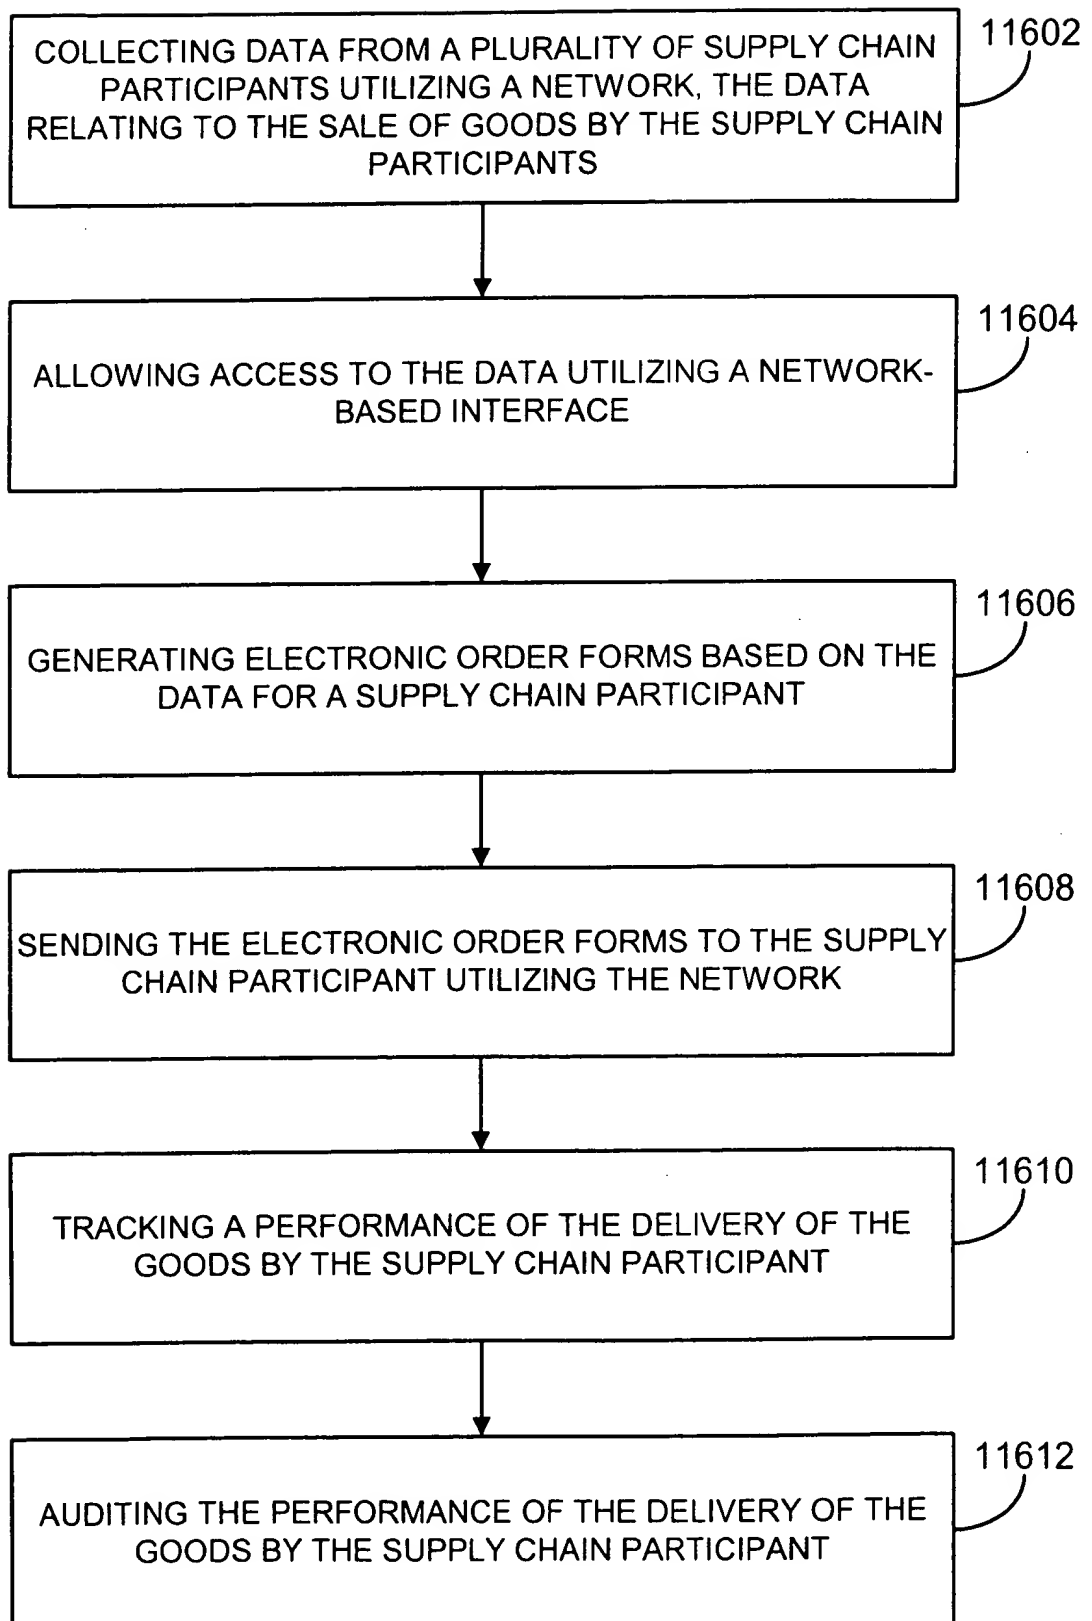 COLLECTING DATA FROM A PLURALITY OF SUPPLY CHAIN
PARTICIPANTS UTILIZING A NETWORK, THE DATA
RELATING TO THE SALE OF GOODS BY THE SUPPLY CHAIN
PARTICIPANTS
11602
ALLOWING ACCESS TO THE DATA UTILIZING A NETWORK-
BASED INTERFACE
11604
GENERATING ELECTRONIC ORDER FORMS BASED ON THE
DATA FOR A SUPPLY CHAIN PARTICIPANT
11606
SENDING THE ELECTRONIC ORDER FORMS TO THE SUPPLY
CHAIN PARTICIPANT UTILIZING THE NETWORK
11608
TRACKING A PERFORMANCE OF THE DELIVERY OF THE
GOODS BY THE SUPPLY CHAIN PARTICIPANT
11610
AUDITING THE PERFORMANCE OF THE DELIVERY OF THE
GOODS BY THE SUPPLY CHAIN PARTICIPANT
11612